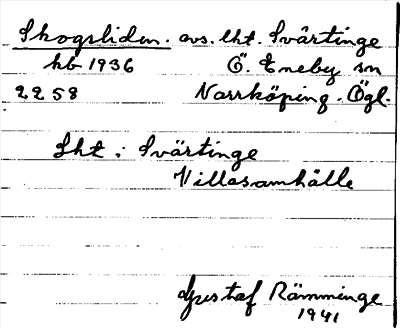 Skogsliden. avs. lht. Svärtinge
hb 1936 Ö. Eneby sn
2258 Norrköping. Ögl.
Lht i Svärtinge
Villasamhälle
Gustaf Rämminge
1941